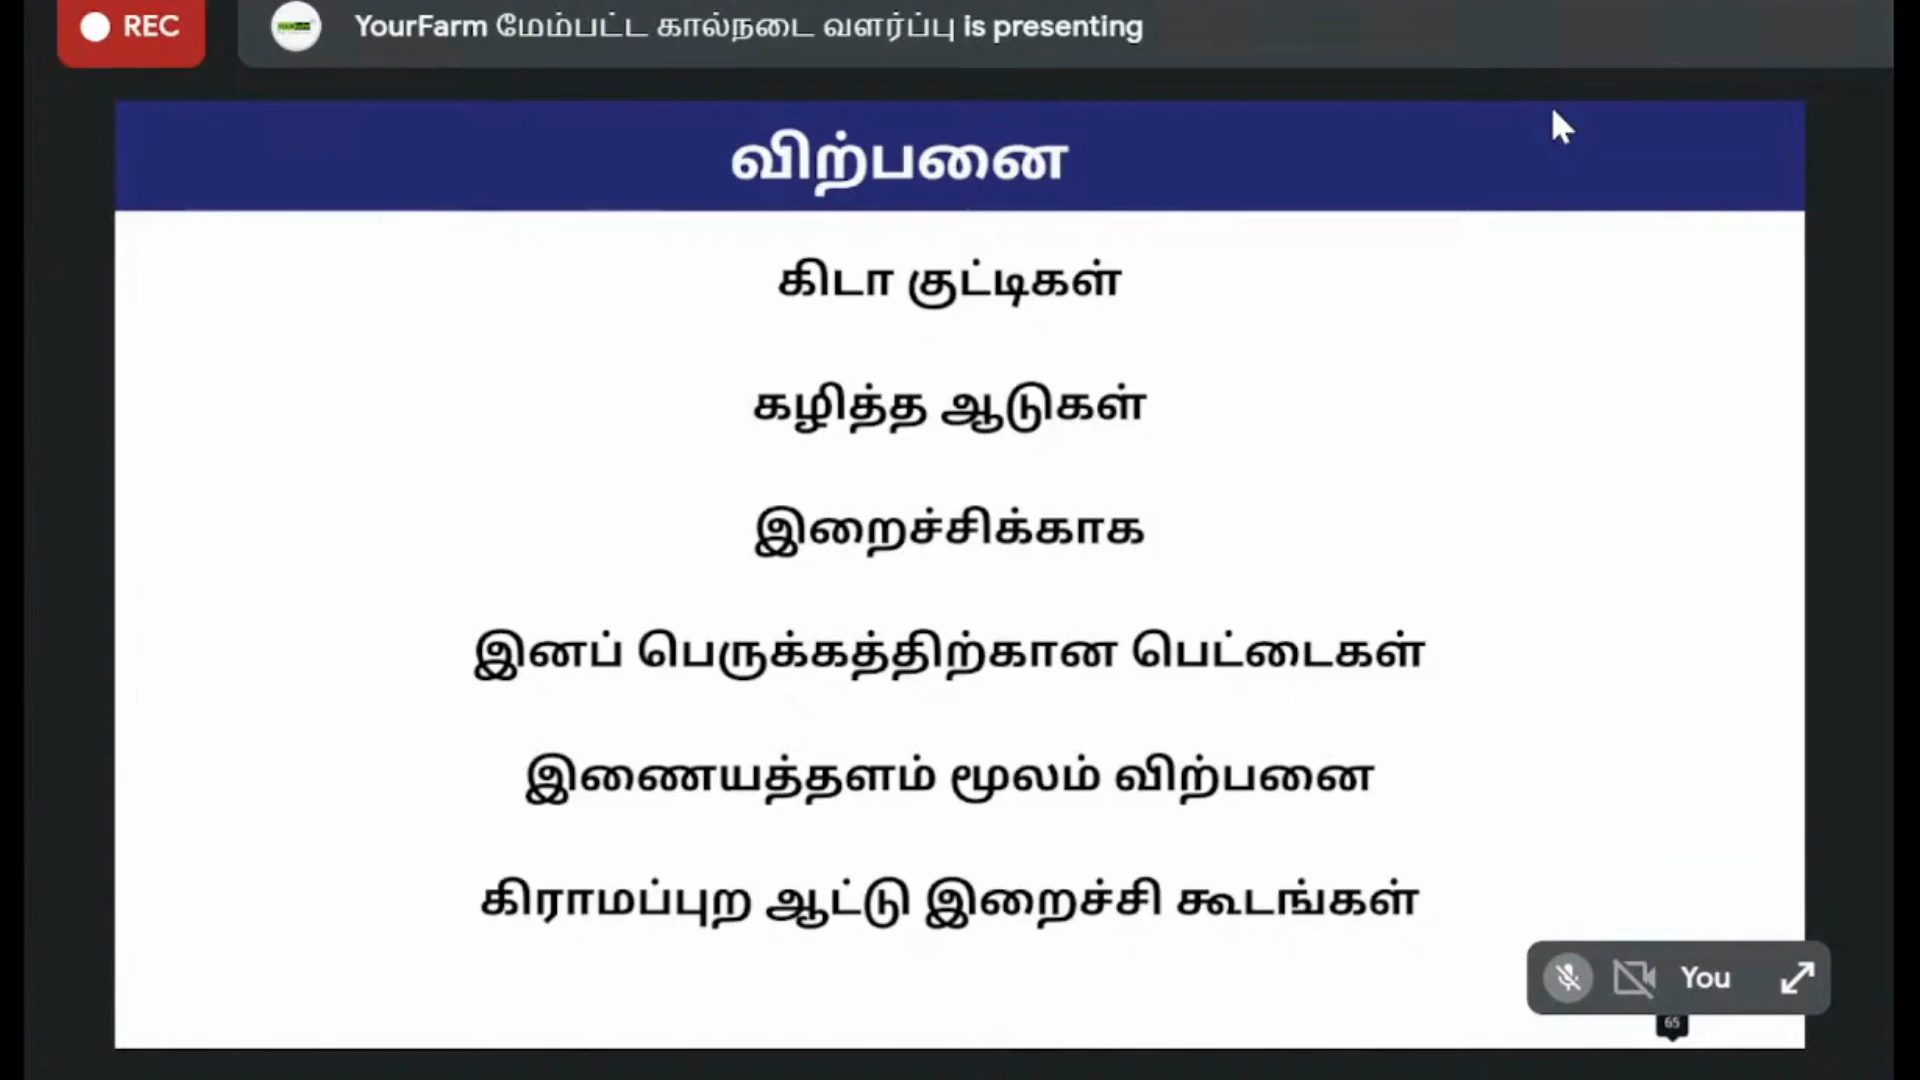 REC
YourFarm மேம்பட்ட கால்நடை வளர்ப்பு is presenting
விற்பனை
கிடா குட்டிகள்
கழித்த ஆடுகள்
இறைச்சிக்காக
இனப் பெருக்கத்திற்கான பெட்டைகள்
இணையத்தளம் மூலம் விற்பனை
கிராமப்புற ஆட்டு இறைச்சி கூடங்கள்
You
65